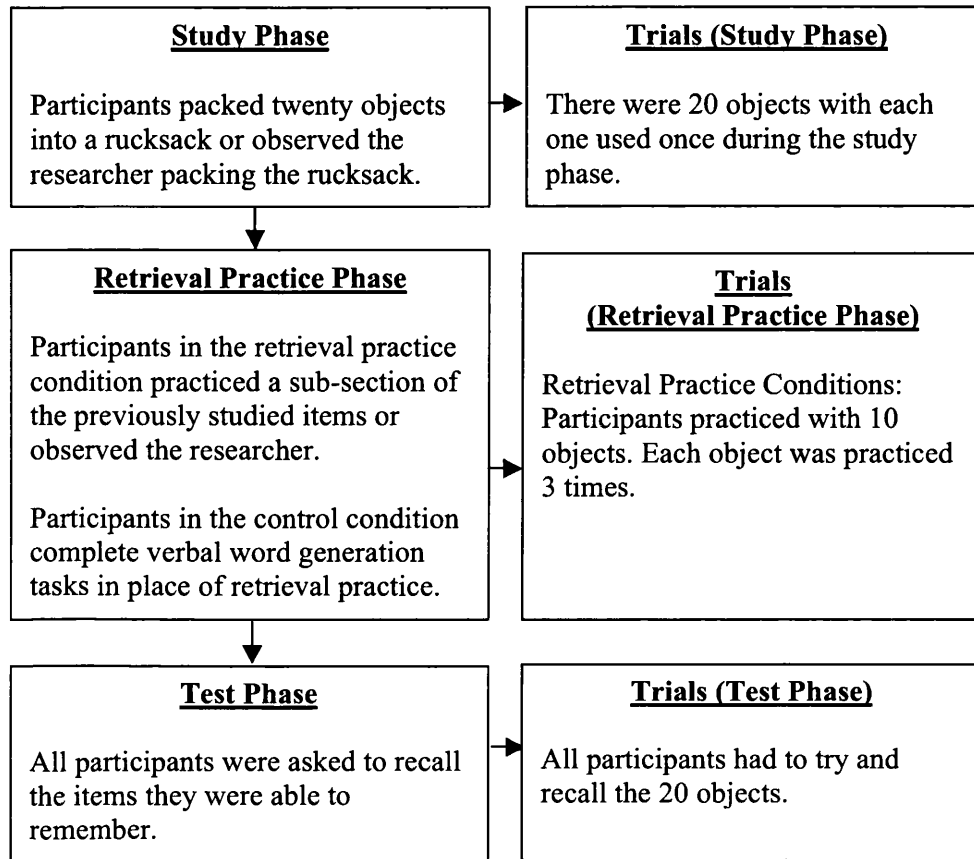 Study Phase
Participants packed twenty objects
into a rucksack or observed the
researcher packing the rucksack.
Trials (Study Phase)
There were 20 objects with each
one used once during the study
phase.
Retrieval Practice Phase
Participants in the retrieval practice
condition practiced a sub-section of
the previously studied items or
observed the researcher.
Participants in the control condition
complete verbal word generation
tasks in place of retrieval practice.
Trials
(Retrieval Practice Phase)
Retrieval Practice Conditions:
Participants practiced with 10
objects. Each object was practiced
3 times.
Test Phase
All participants were asked to recall
the items they were able to
remember.
Trials (Test Phase)
All participants had to try and
recall the 20 objects.